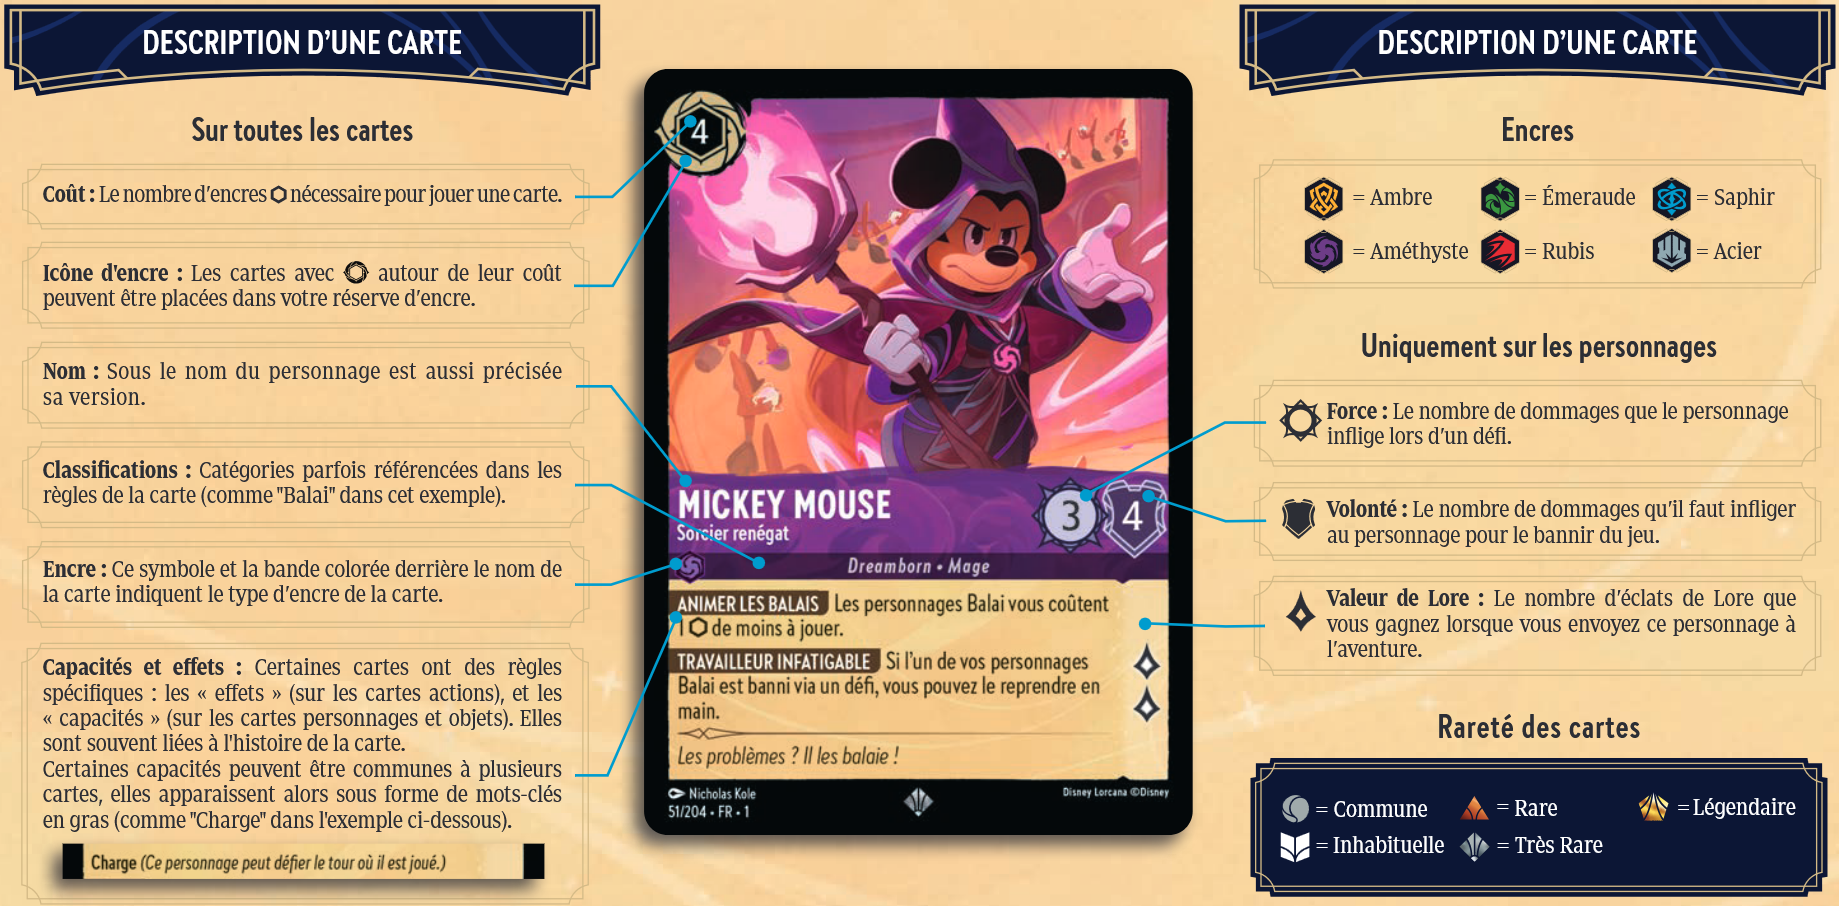 DESCRIPTION D’UNE CARTE
Sur toutes les cartes
Coût : Le nombre d’encres nécessaire pour jouer une carte.
Icône d'encre : Les cartes avec autour de leur coût
peuvent être placées dans votre réserve d’encre.
Nom : Sous le nom du personnage est aussi précisée
sa version.
Classifications : Catégories parfois référencées dans les
règles de la carte (comme "Balai" dans cet exemple).
Encre : Ce symbole et la bande colorée derrière le nom de
la carte indiquent le type d’encre de la carte.
Capacités et effets : Certaines cartes ont des règles
spécifiques : les « effets » (sur les cartes actions), et les
« capacités » (sur les cartes personnages et objets). Elles
sont souvent liées à l'histoire de la carte.
Certaines capacités peuvent être communes à plusieurs
cartes, elles apparaissent alors sous forme de mots-clés
en gras (comme "Charge" dans l'exemple ci-dessous).
Charge (Ce personnage peut défier le tour où il est joué.)
4
MICKEY MOUSE
Sorcier renégat
3
4
Dreamborn • Mage
ANIMER LES BALAIS Les personnages Balai vous coûtent
1 de moins à jouer.
TRAVAILLEUR INFATIGABLE Si l’un de vos personnages
Balai est banni via un défi, vous pouvez le reprendre en
main.
Les problèmes ? Il les balaie !
Nicholas Kole
51/204 • FR • 1
Disney Lorcana ©Disney
DESCRIPTION D’UNE CARTE
Encres
= Ambre = Émeraude = Saphir
= Améthyste = Rubis = Acier
Uniquement sur les personnages
Force : Le nombre de dommages que le personnage
inflige lors d’un défi.
Volonté : Le nombre de dommages qu’il faut infliger
au personnage pour le bannir du jeu.
Valeur de Lore : Le nombre d’éclats de Lore que
vous gagnez lorsque vous envoyez ce personnage à
l’aventure.
Rareté des cartes
= Commune = Rare = Légendaire
= Inhabituelle = Très Rare